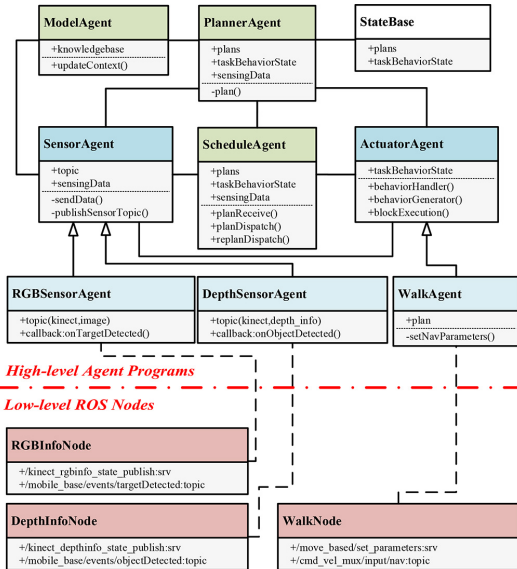 ModelAgent
+knowledgebase
+updateContext()
PlannerAgent
+plans
+taskBehaviorState
+sensingData
-plan()
StateBase
+plans
+taskBehaviorState
SensorAgent
+topic
+sensingData
-sendData()
-publishSensorTopic()
ScheduleAgent
+plans
+taskBehaviorState
+sensingData
+planReceive()
+planDispatch()
+replanDispatch()
ActuatorAgent
+taskBehaviorState
+behaviorHandler()
+behaviorGenerator()
+blockExecution()
RGBSensorAgent
+topic(kinect,image)
+callback:onTargetDetected()
DepthSensorAgent
+topic(kinect,depth_info)
+callback:onObjectDetected()
WalkAgent
+plan
-setNavParameters()
High-level Agent Programs
Low-level ROS Nodes
RGBInfoNode
+/kinect_rgbinfo_state_publish:srv
+/mobile_base/events/targetDetected:topic
DepthInfoNode
+/kinect_depthinfo_state_publish:srv
+/mobile_base/events/objectDetected:topic
WalkNode
+/move_based/set_parameters:srv
+/cmd_vel_mux/input/nav:topic